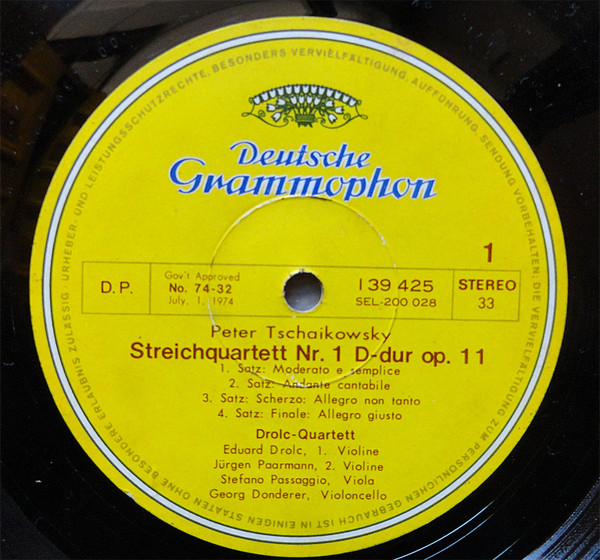 URHEBER- UND LEISTUNGSSCHUTZRECHTE, BESONDERS VERVIELFÄLTIGUNG, AUFFÜHRUNG, SENDUNG VORBEHALTEN: DIE VERVIELFÄLTIGUNG ZUM PERSÖNLICHEN GEBRAUCH IST IN EINIGEN STAATEN OHNE BESONDERE ERLAUBNIS ZULÄSSIG ·
Deutsche
Grammophon
1
D.P.
Gov't Approved
No. 74-32
July, 1, 1974
139 425
SEL-200 028
STEREO
33
Peter Tschaikowsky
Streichquartett Nr. 1 D-dur op. 11
1. Satz: Moderato e semplice
2. Satz: Andante cantabile
3. Satz: Scherzo: Allegro non tanto
4. Satz: Finale: Allegro giusto
Drolc-Quartett
Eduard Drolc, 1. Violine
Jürgen Paarmann, 2. Violine
Stefano Passaggio, Viola
Georg Donderer, Violoncello